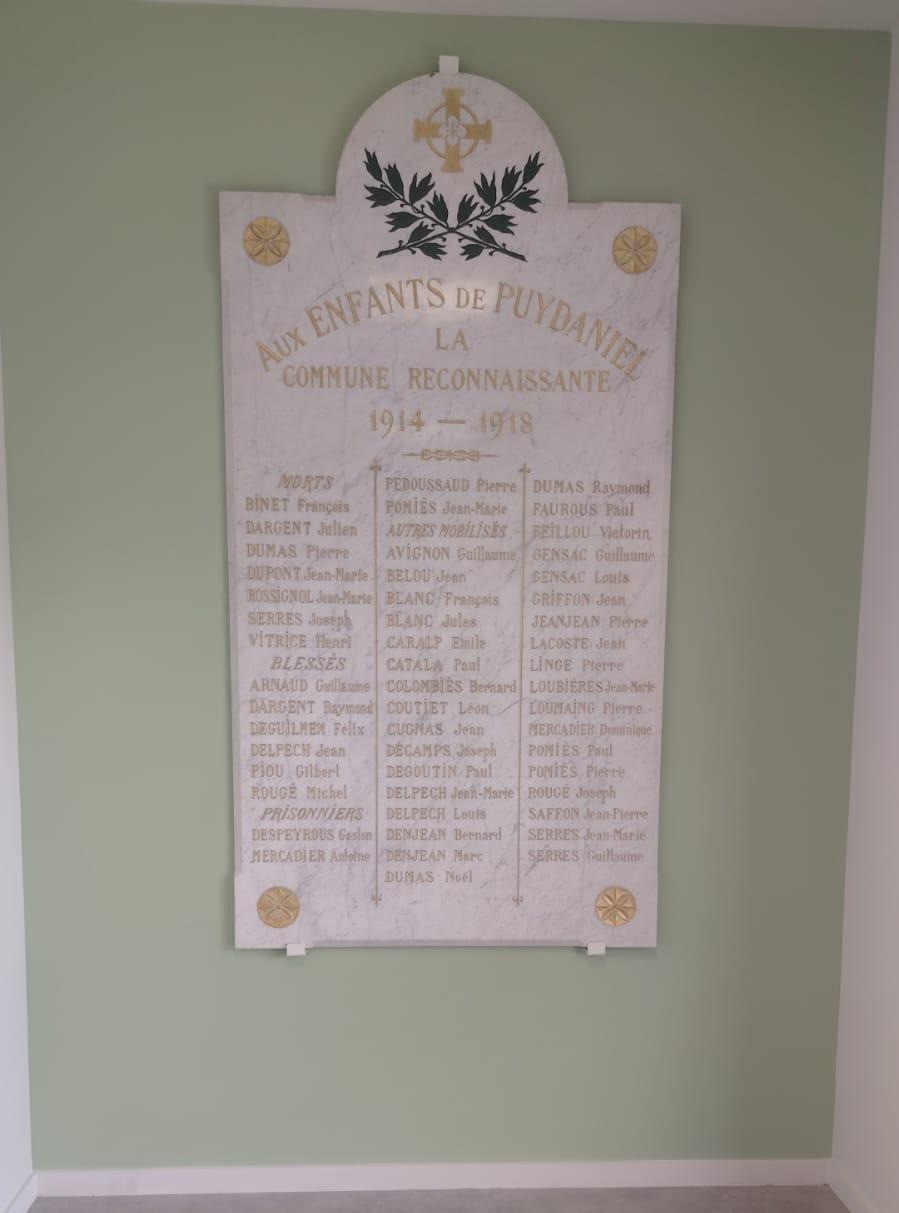 Aux ENFANTS DE PUYDANIEL
LA
COMMUNE RECONNAISSANTE
1914 — 1918
MORTS
BINET François
DARGENT Julien
DUMAS Pierre
DUPONT Jean-Marie
ROSSIGNOL Jean-Marie
SERRES Joseph
VITRICE Henri
BLESSÉS
ARNAUD Guillaume
DARGENT Raymond
DEGUILHEM Félix
DELPECH Jean
PIOU Gilbert
ROUGÉ Michel
PRISONNIERS
DESPEYROUS Gaston
MERCADIER Antoine
PEDOUSSAUD Pierre
POMIÈS Jean-Marie
AUTRES MOBILISÉS
AVIGNON Guillaume
BELOU Jean
BLANC François
BLANC Jules
CARALP Emile
CATALA Paul
COLOMBIÈS Bernard
COUTIET Léon
CUGNAS Jean
DÉCAMPS Joseph
DEGOUTIN Paul
DELPECH Jean-Marie
DELPECH Louis
DENJEAN Bernard
DENJEAN Marc
DUMAS Noël
DUMAS Raymond
FAUROUS Paul
FEILLOU Victorin
GENSAC Guillaume
GENSAC Louis
GRIFFON Jean
JEANJEAN Pierre
LACOSTE Jean
LINGE Pierre
LOUBIÈRES Jean-Marie
LOUMAING Pierre
MERCADIER Dominique
POMIÈS Paul
POMIÈS Pierre
ROUGÉ Joseph
SAFFON Jean-Pierre
SERRES Jean-Marie
SERRES Guillaume